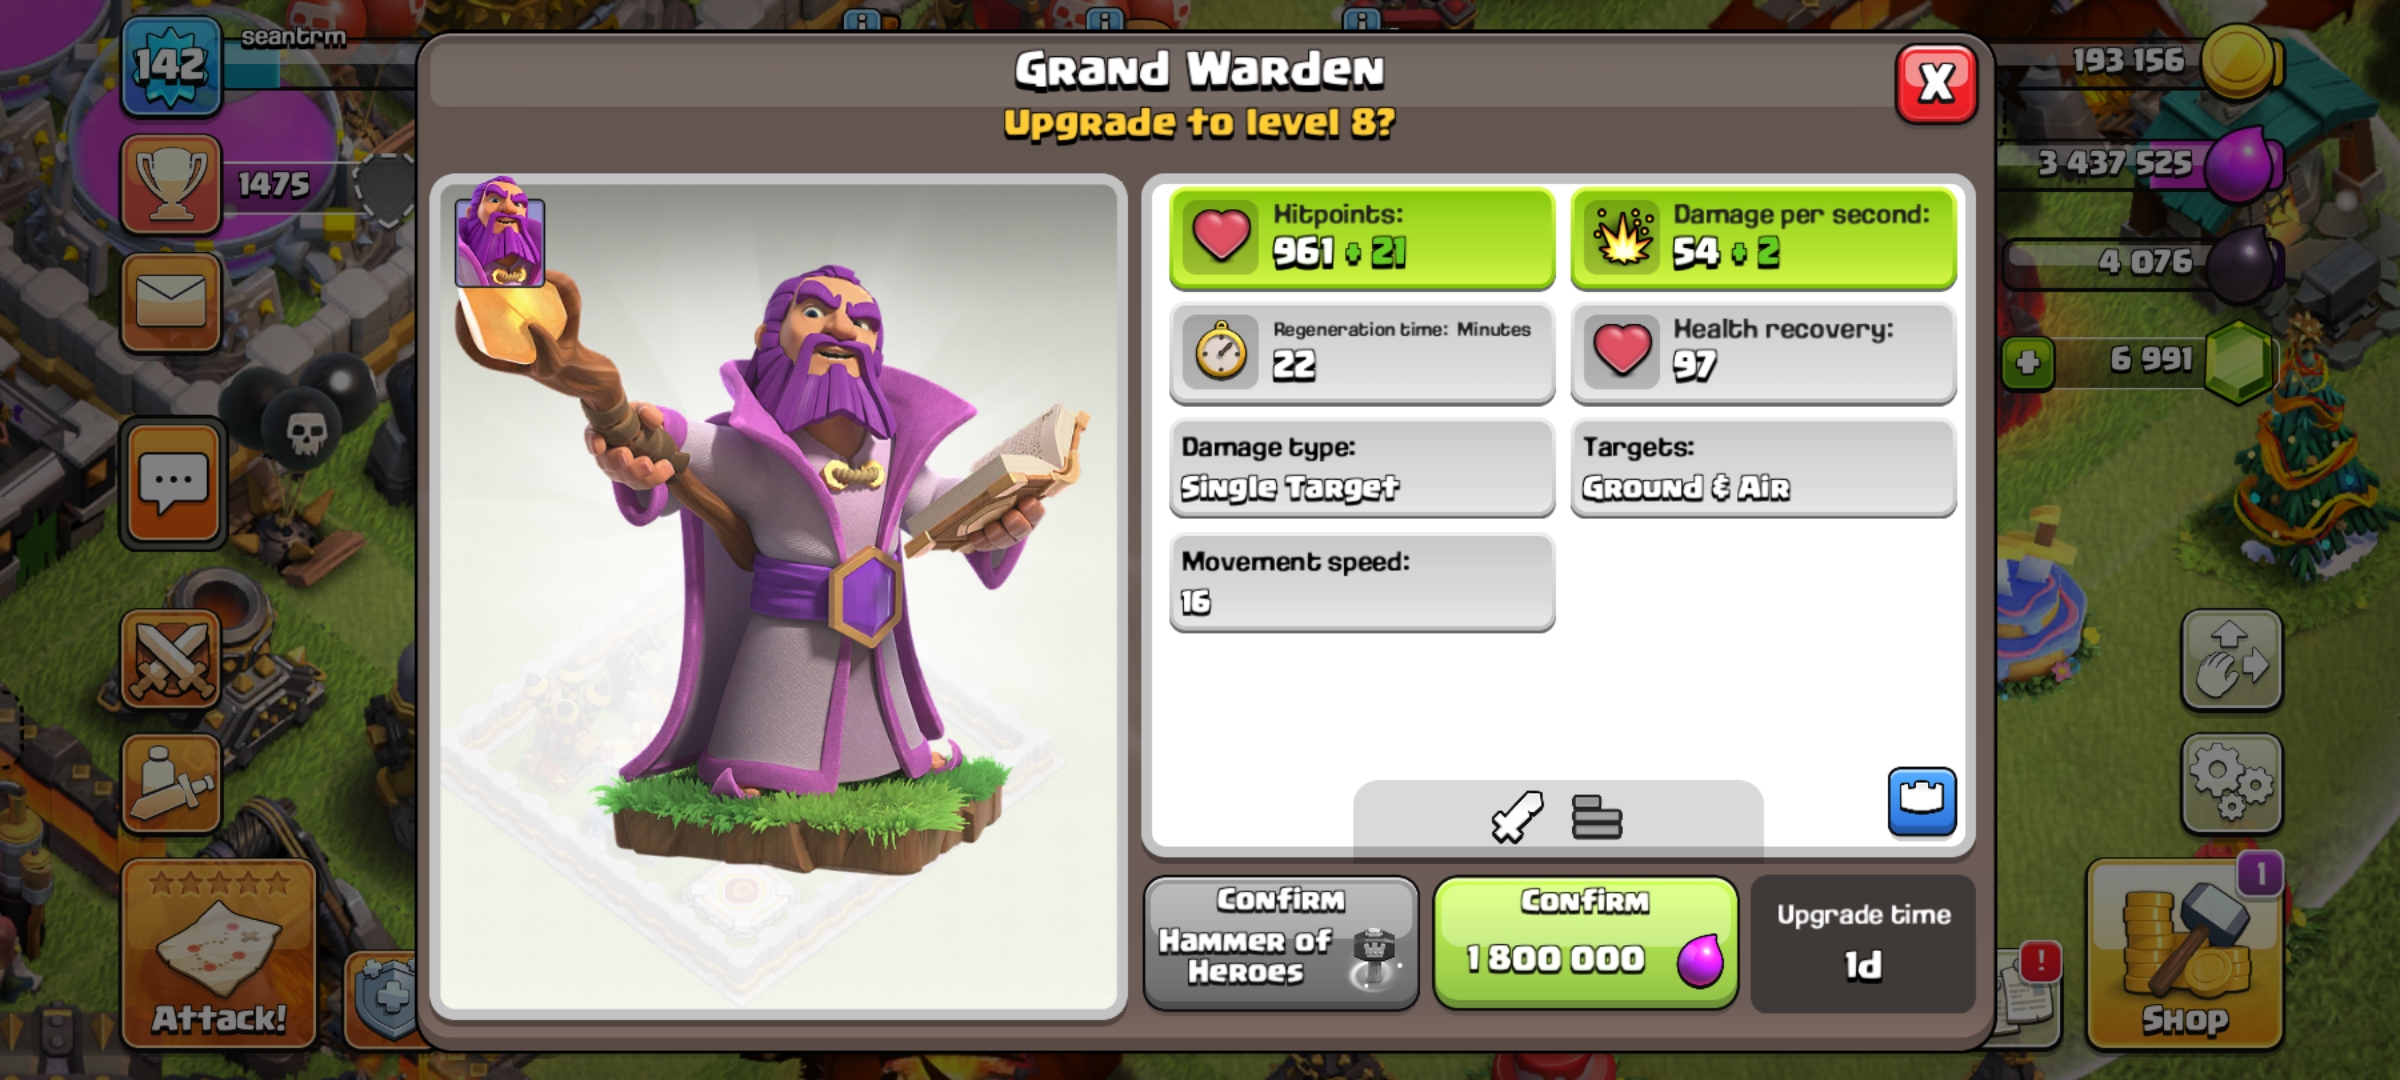 142
seantrm
Grand Warden
193 156
Upgrade to level 8?
1475
3 437 525
4 076
6 991
Hitpoints:
961 + 21
Damage per second:
54 + 2
Regeneration time: Minutes
22
Health recovery:
97
Damage type:
Single Target
Targets:
Ground & Air
Movement speed:
16
Confirm
Hammer of
Heroes
Confirm
1 800 000
Upgrade time
1d
Attack!
1
!
Shop
X